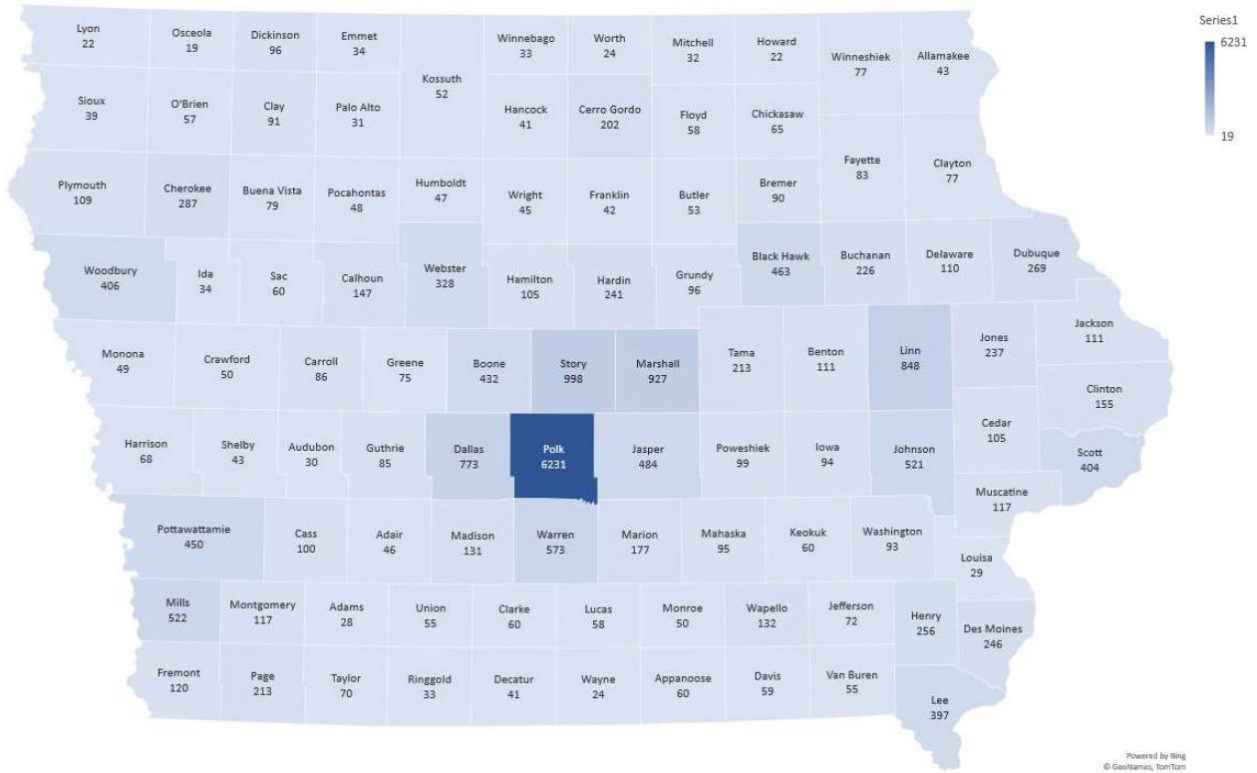 Series1
6231
19
Lyon
22
Osceola
19
Dickinson
96
Emmet
34
Kossuth
52
Winnebago
33
Worth
24
Mitchell
32
Howard
22
Winneshiek
77
Allamakee
43
Sioux
39
O'Brien
57
Clay
91
Palo Alto
31
Hancock
41
Cerro Gordo
202
Floyd
58
Chickasaw
65
Fayette
83
Clayton
77
Plymouth
109
Cherokee
287
Buena Vista
79
Pocahontas
48
Humboldt
47
Wright
45
Franklin
42
Butler
53
Bremer
90
Woodbury
406
Ida
34
Sac
60
Calhoun
147
Webster
328
Hamilton
105
Hardin
241
Grundy
96
Black Hawk
463
Buchanan
226
Delaware
110
Dubuque
269
Monona
49
Crawford
50
Carroll
86
Greene
75
Boone
432
Story
998
Marshall
927
Tama
213
Benton
111
Linn
848
Jones
237
Jackson
111
Clinton
155
Harrison
68
Shelby
43
Audubon
30
Guthrie
85
Dallas
773
Polk
6231
Jasper
484
Poweshiek
99
Iowa
94
Johnson
521
Cedar
105
Scott
404
Muscatine
117
Pottawattamie
450
Cass
100
Adair
46
Madison
131
Warren
573
Marion
177
Mahaska
95
Keokuk
60
Washington
93
Louisa
29
Mills
522
Montgomery
117
Adams
28
Union
55
Clarke
60
Lucas
58
Monroe
50
Wapello
132
Jefferson
72
Henry
256
Des Moines
246
Fremont
120
Page
213
Taylor
70
Ringgold
33
Decatur
41
Wayne
24
Appanoose
60
Davis
59
Van Buren
55
Lee
397
Powered by Bing
© GeoNames, TomTom